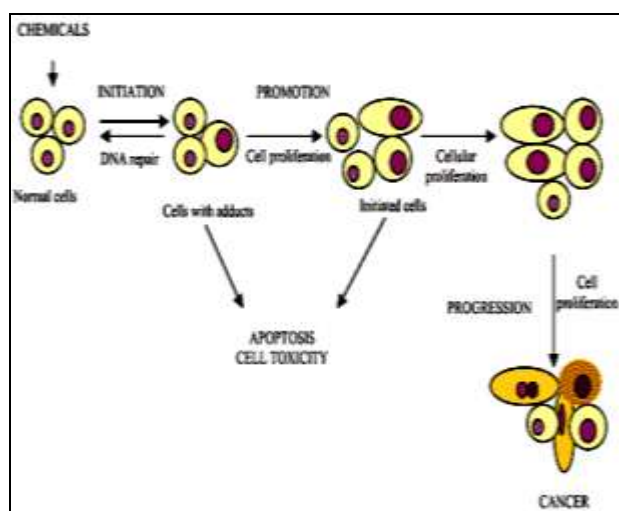 CHEMICALS
INITIATION
PROMOTION
DNA repair
Cell proliferation
Cellular
proliferation
Normal cells
Cells with adducts
Initiated cells
APOPTOSIS
CELL TOXICITY
PROGRESSION
Cell
proliferation
CANCER